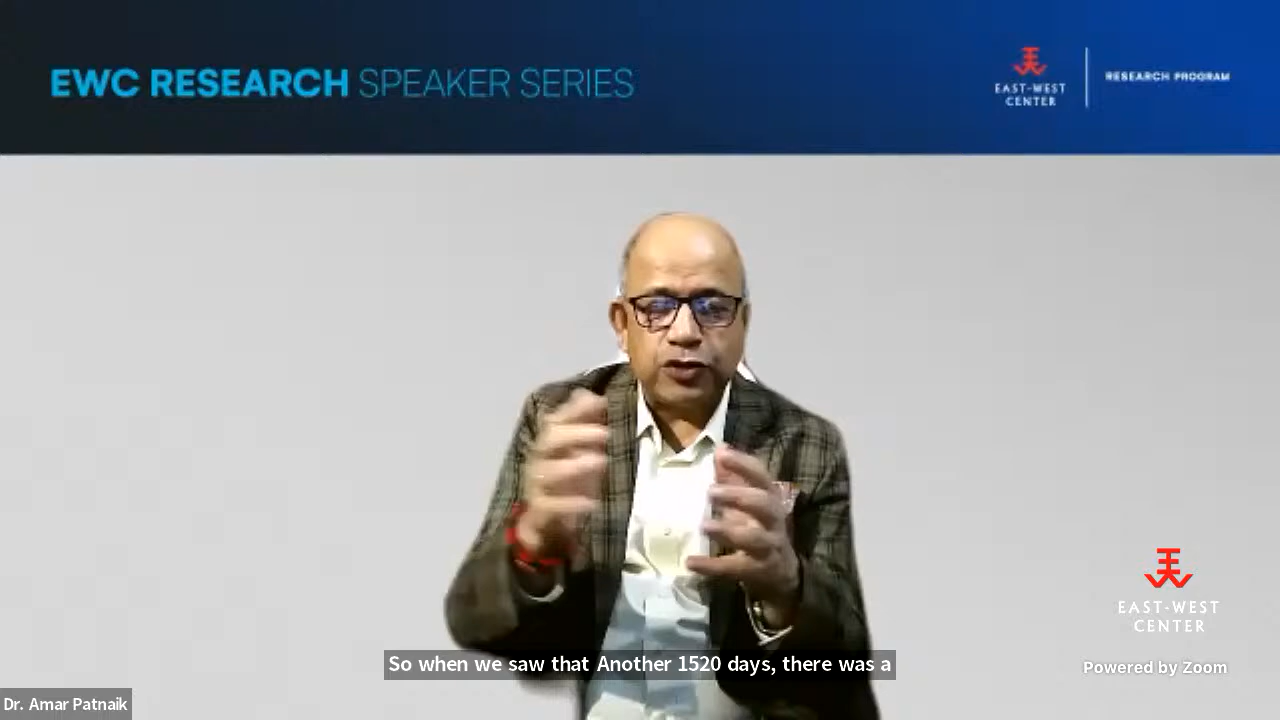 EWC RESEARCH SPEAKER SERIES
EAST-WEST
CENTER
RESEARCH PROGRAM
EAST-WEST
CENTER
So when we saw that Another 1520 days, there was a
Powered by Zoom
Dr. Amar Patnaik